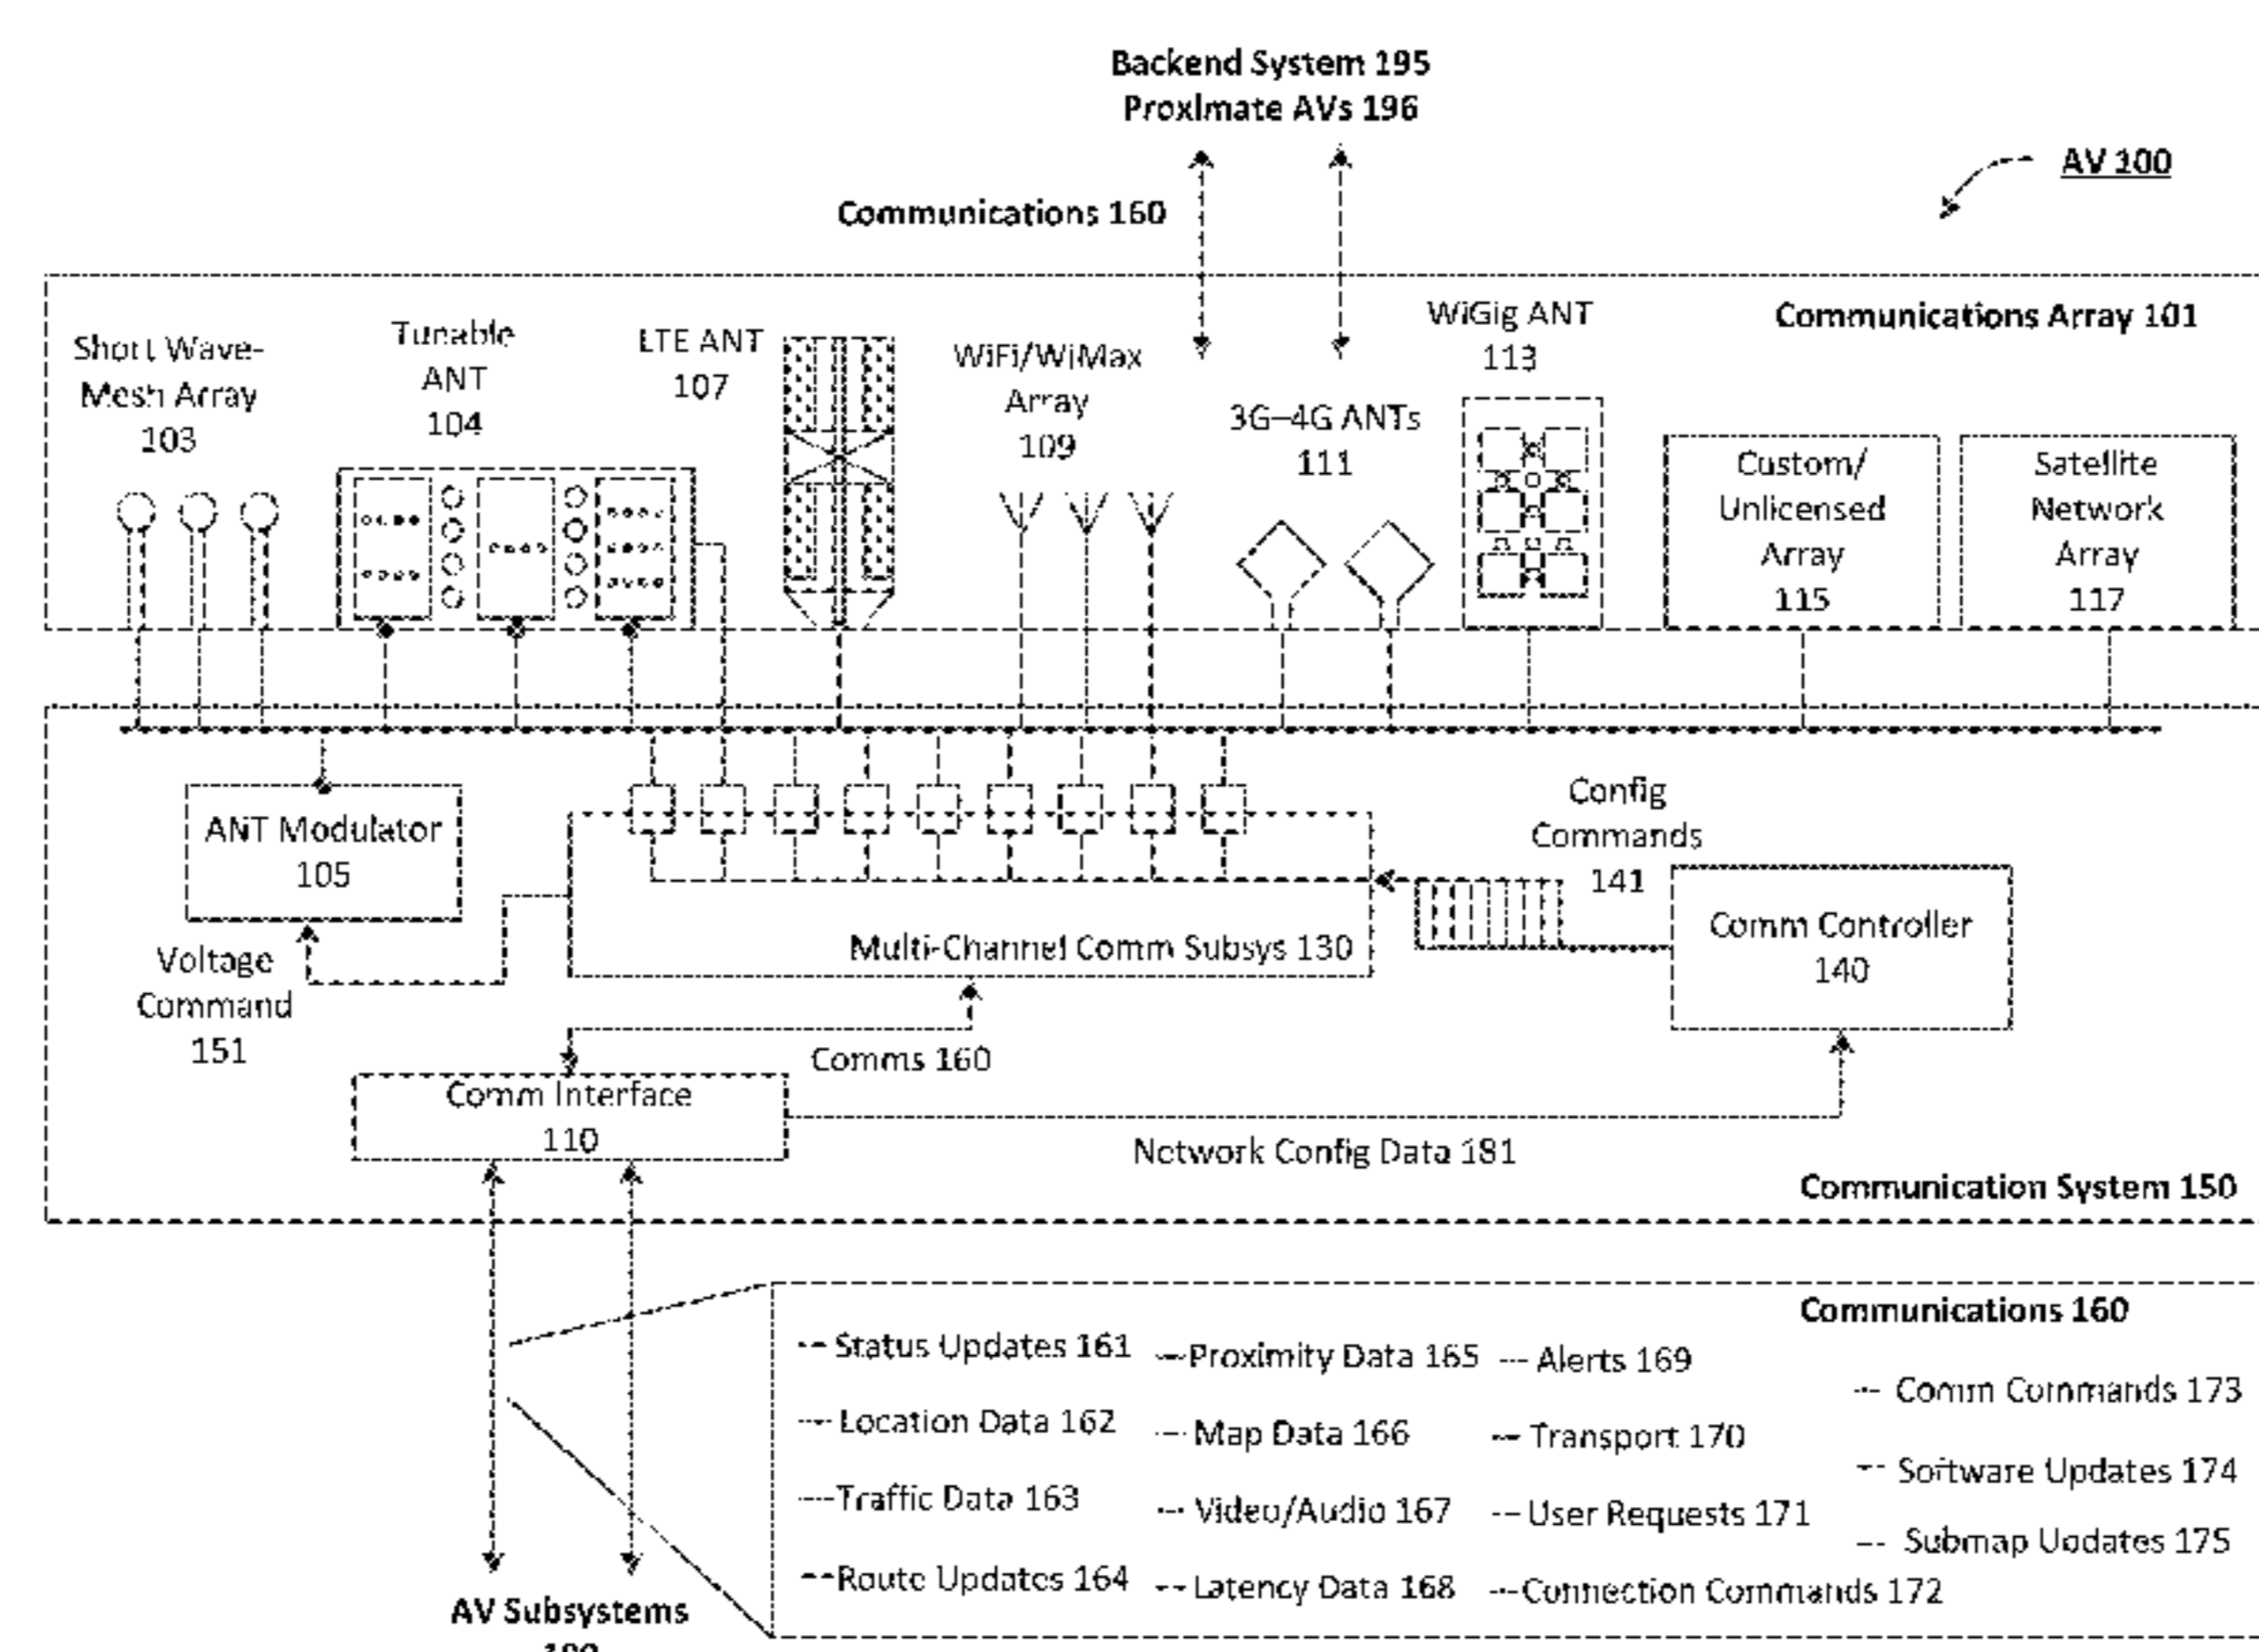 Backend System 195
Proximate AVs 196
AV 100
Communications 160
Communications Array 101
Short Wave-
Mesh Array
103
Tunable
ANT
104
LTE ANT
107
WiFi/WiMax
Array
109
3G–4G ANTs
111
WiGig ANT
113
Custom/
Unlicensed
Array
115
Satellite
Network
Array
117
ANT Modulator
105
Voltage
Command
151
Multi-Channel Comm Subsys 130
Config
Commands
141
Comm Controller
140
Comms 160
Comm Interface
110
Network Config Data 181
Communication System 150
Communications 160
-- Status Updates 161
-- Location Data 162
-- Traffic Data 163
-- Route Updates 164
-- Proximity Data 165
-- Map Data 166
-- Video/Audio 167
-- Latency Data 168
-- Alerts 169
-- Transport 170
-- User Requests 171
-- Connection Commands 172
-- Comm Commands 173
-- Software Updates 174
-- Submap Updates 175
AV Subsystems